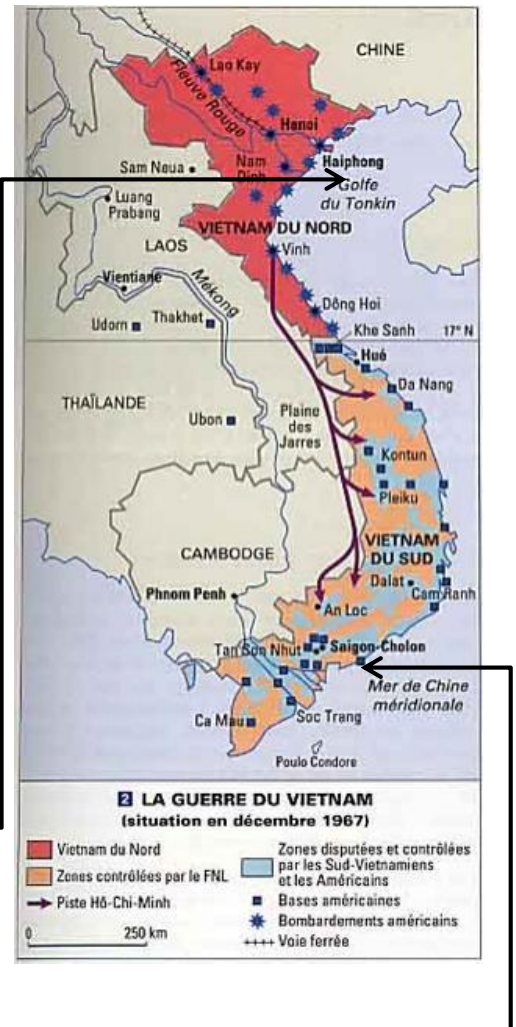 CHINE
Lao Kay
Fleuve Rouge
Hanoi
Haiphong
Nam
Dinh
Sam Neua
Golfe
du Tonkin
Luang
Prabang
VIETNAM DU NORD
LAOS
Vinh
Vientiane
Mékong
Dông Hoi
Udorn
Thakhet
Khe Sanh
17° N
Hué
Da Nang
THAÏLANDE
Ubon
Plaine
des
Jarres
Kontun
Pleiku
VIETNAM
DU SUD
CAMBODGE
Dalat
Cam Ranh
Phnom Penh
An Loc
Tan Son Nhut
Saigon-Cholon
Mer de Chine
méridionale
Ca Mau
Soc Trang
Poulo Condore
2 LA GUERRE DU VIETNAM
(situation en décembre 1967)
Vietnam du Nord
Zones contrôlées par le FNL
Piste Hô-Chi-Minh
0 250 km
Zones disputées et contrôlées
par les Sud-Vietnamiens
et les Américains
Bases américaines
Bombardements américains
Voie ferrée